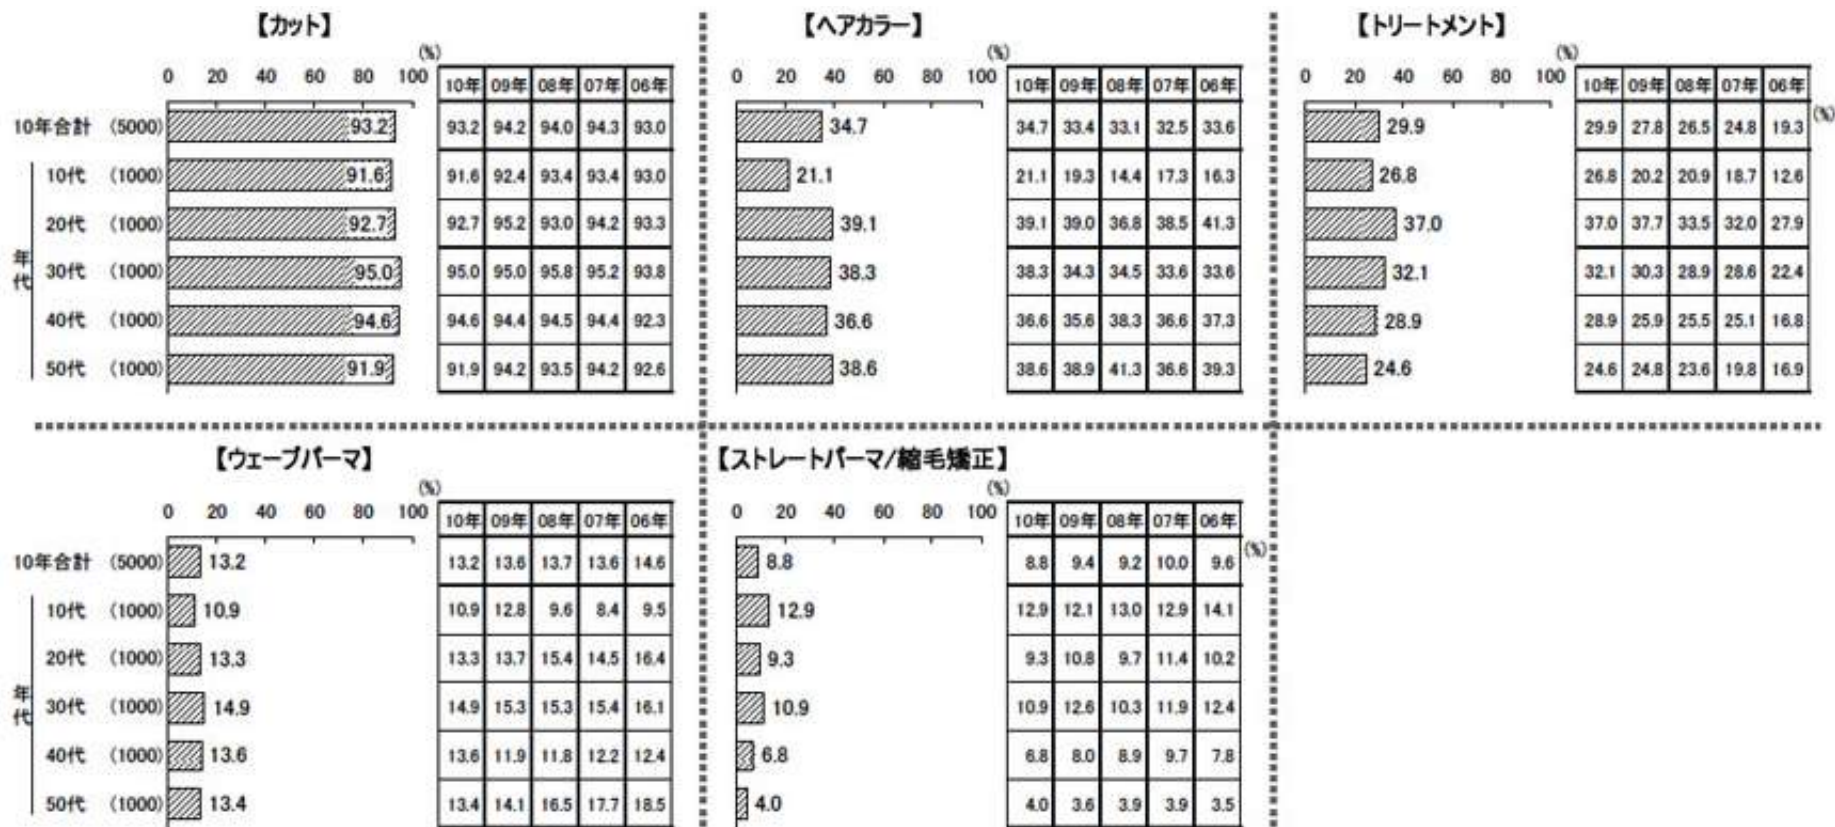 【カット】
(%)
0 20 40 60 80 100
10年 09年 08年 07年 06年
10年合計 (5000) 93.2 93.2 94.2 94.0 94.3 93.0
年代
10代 (1000) 91.6 91.6 92.4 93.4 93.4 93.0
20代 (1000) 92.7 92.7 95.2 93.0 94.2 93.3
30代 (1000) 95.0 95.0 95.0 95.8 95.2 93.8
40代 (1000) 94.6 94.6 94.4 94.5 94.4 92.3
50代 (1000) 91.9 91.9 94.2 93.5 94.2 92.6
【ヘアカラー】
(%)
0 20 40 60 80 100
10年 09年 08年 07年 06年
34.7 34.7 33.4 33.1 32.5 33.6
21.1 21.1 19.3 14.4 17.3 16.3
39.1 39.1 39.0 36.8 38.5 41.3
38.3 38.3 34.3 34.5 33.6 33.6
36.6 36.6 35.6 38.3 36.6 37.3
38.6 38.6 38.9 41.3 36.6 39.3
【トリートメント】
(%)
0 20 40 60 80 100
10年 09年 08年 07年 06年
(%)
29.9 29.9 27.8 26.5 24.8 19.3
26.8 26.8 20.2 20.9 18.7 12.6
37.0 37.0 37.7 33.5 32.0 27.9
32.1 32.1 30.3 28.9 28.6 22.4
28.9 28.9 25.9 25.5 25.1 16.8
24.6 24.6 24.8 23.6 19.8 16.9
【ウェーブパーマ】
(%)
0 20 40 60 80 100
10年 09年 08年 07年 06年
10年合計 (5000) 13.2 13.2 13.6 13.7 13.6 14.6
年代
10代 (1000) 10.9 10.9 12.8 9.6 8.4 9.5
20代 (1000) 13.3 13.3 13.7 15.4 14.5 16.4
30代 (1000) 14.9 14.9 15.3 15.3 15.4 16.1
40代 (1000) 13.6 13.6 11.9 11.8 12.2 12.4
50代 (1000) 13.4 13.4 14.1 16.5 17.7 18.5
【ストレートパーマ/縮毛矯正】
(%)
0 20 40 60 80 100
10年 09年 08年 07年 06年
(%)
8.8 8.8 9.4 9.2 10.0 9.6
12.9 12.9 12.1 13.0 12.9 14.1
9.3 9.3 10.8 9.7 11.4 10.2
10.9 10.9 12.6 10.3 11.9 12.4
6.8 6.8 8.0 8.9 9.7 7.8
4.0 4.0 3.6 3.9 3.9 3.5